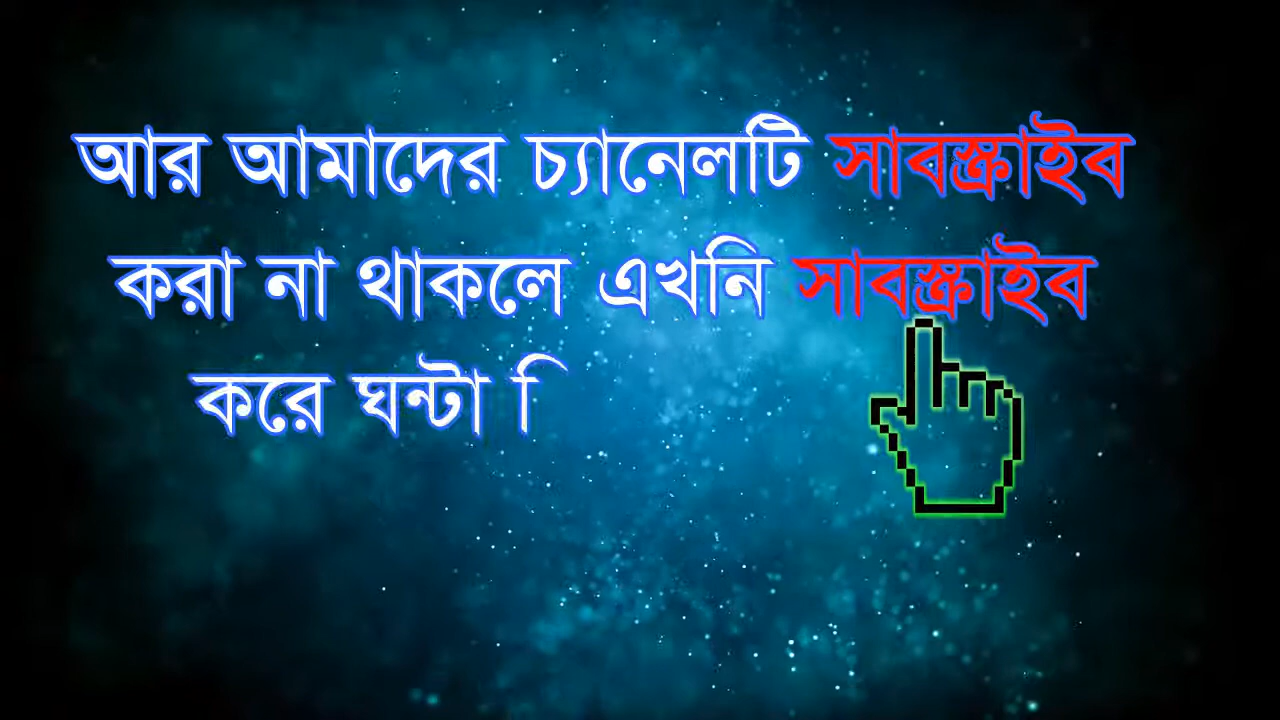 আর আমাদের চ্যানেলটি সাবস্ক্রাইব
করা না থাকলে এখনি সাবস্ক্রাইব
করে ঘন্টা ি